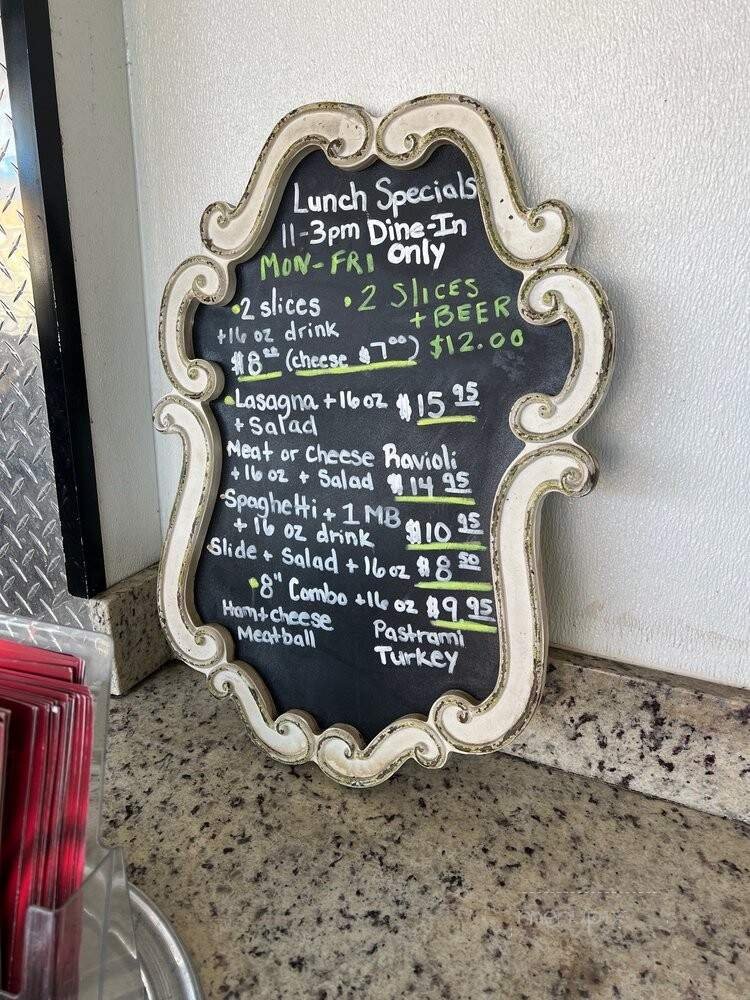 Lunch Specials
11-3pm Dine-In only
MON-FRI
• 2 slices
+16 oz drink
$8.00 (cheese $7.00)
• 2 SLICES
+ BEER
$12.00
• Lasagna + 16 oz $15.95
+ Salad
Meat or Cheese Ravioli
+ 16 oz + Salad $14.95
• Spaghetti + 1 MB
+ 16 oz drink $10.95
• Slide + Salad + 16 oz $8.50
• 8" Combo + 16 oz $9.95
Ham+cheese Pastrami
Meatball Turkey